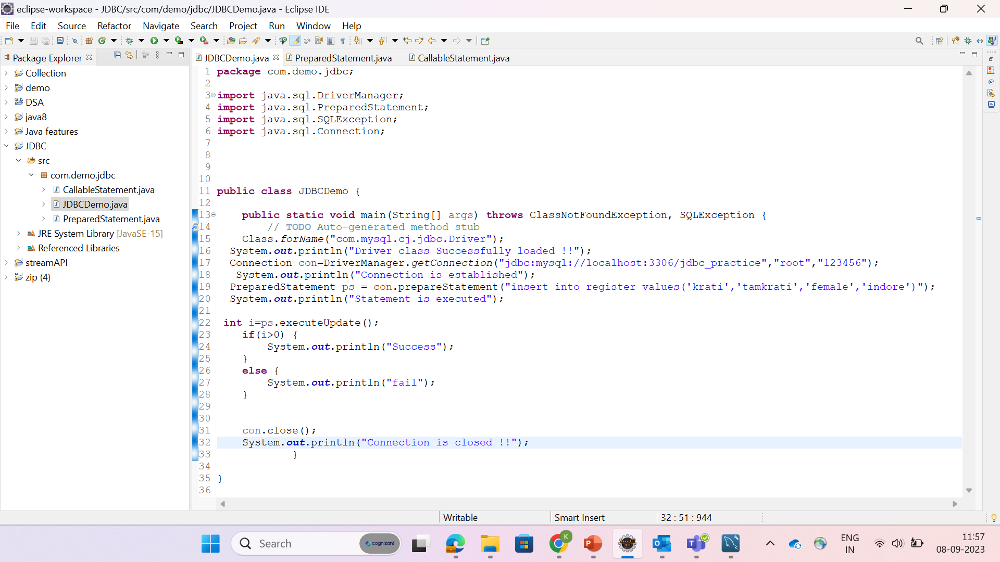 eclipse-workspace - JDBC/src/com/demo/jdbc/JDBCDemo.java - Eclipse IDE
File Edit Source Refactor Navigate Search Project Run Window Help
Package Explorer
Collection
demo
DSA
java8
Java features
JDBC
src
com.demo.jdbc
CallableStatement.java
JDBCDemo.java
PreparedStatement.java
JRE System Library [JavaSE-15]
Referenced Libraries
streamAPI
zip (4)
JDBCDemo.java PreparedStatement.java CallableStatement.java
1 package com.demo.jdbc;
2
3 import java.sql.DriverManager;
4 import java.sql.PreparedStatement;
5 import java.sql.SQLException;
6 import java.sql.Connection;
7
8
9
10
11 public class JDBCDemo {
12
13 public static void main(String[] args) throws ClassNotFoundException, SQLException {
14 // TODO Auto-generated method stub
15 Class.forName("com.mysql.cj.jdbc.Driver");
16 System.out.println("Driver class Successfully loaded !!");
17 Connection con=DriverManager.getConnection("jdbc:mysql://localhost:3306/jdbc_practice","root","123456");
18 System.out.println("Connection is established");
19 PreparedStatement ps = con.prepareStatement("insert into register values('krati','tamkrati','female','indore')");
20 System.out.println("Statement is executed");
21
22 int i=ps.executeUpdate();
23 if(i>0) {
24 System.out.println("Success");
25 }
26 else {
27 System.out.println("fail");
28 }
29
30
31 con.close();
32 System.out.println("Connection is closed !!");
33 }
34
35 }
36
Writable Smart Insert 32 : 51 : 944
Search cognizant
ENG
IN
11:57
08-09-2023